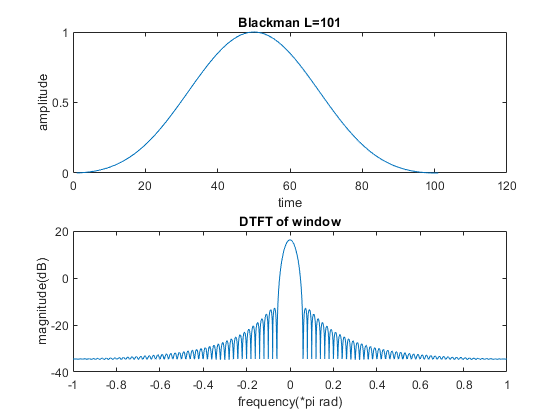 Blackman L=101
1
0.5
0
amplitude
0 20 40 60 80 100 120
time
DTFT of window
20
0
-20
-40
magnitude(dB)
-1 -0.8 -0.6 -0.4 -0.2 0 0.2 0.4 0.6 0.8 1
frequency(*pi rad)